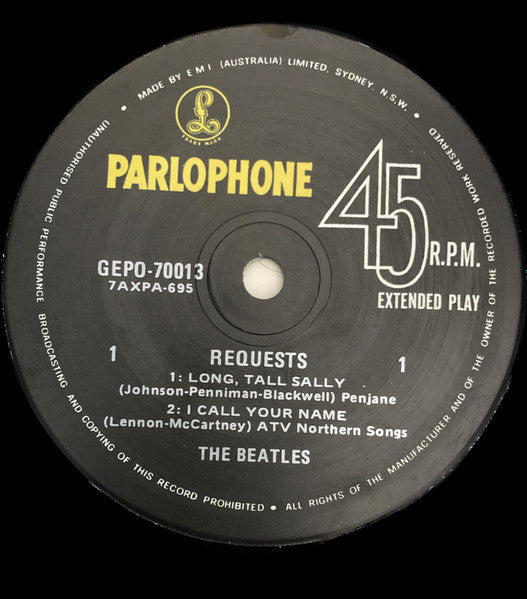 MADE BY E M I (AUSTRALIA) LIMITED, SYDNEY, N.S.W. •
UNAUTHORISED PUBLIC PERFORMANCE BROADCASTING AND COPYING OF THIS RECORD PROHIBITED • ALL RIGHTS OF THE MANUFACTURER AND OF THE OWNER OF THE RECORDED WORK RESERVED •
£
TRADE MARK
PARLOPHONE
45
R.P.M.
EXTENDED PLAY
GEPO-70013
7AXPA-695
1 REQUESTS 1
1: LONG, TALL SALLY
(Johnson-Penniman-Blackwell) Penjane
2: I CALL YOUR NAME
(Lennon-McCartney) ATV Northern Songs
THE BEATLES